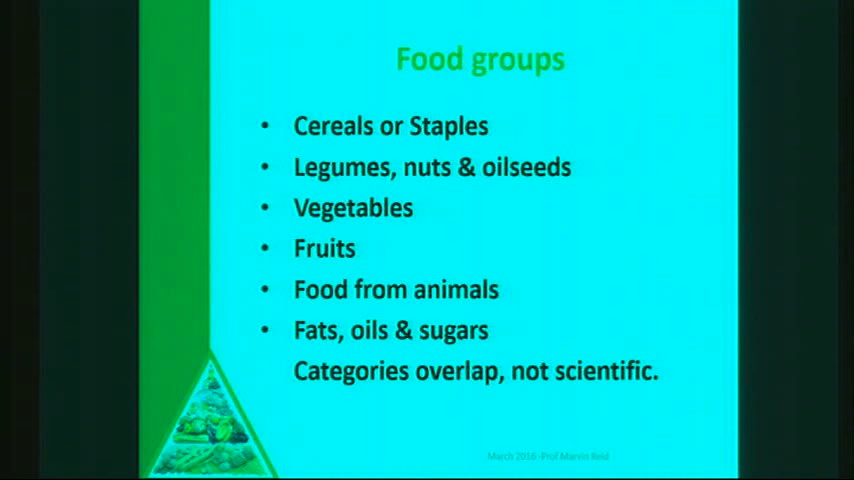 Food groups
• Cereals or Staples
• Legumes, nuts & oilseeds
• Vegetables
• Fruits
• Food from animals
• Fats, oils & sugars
Categories overlap, not scientific.
March 2016 -Prof Marvin Reid